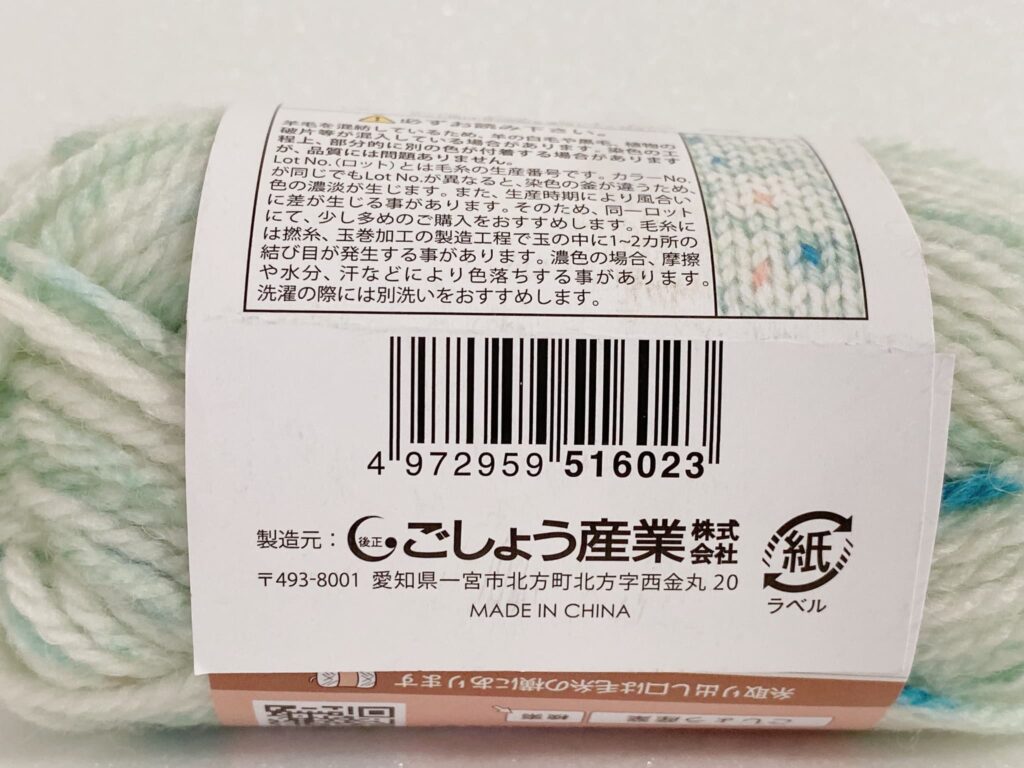 必ずお読み下さい。
羊毛を混紡しているため、羊の白毛や黒毛、植物の
破片等が混入している場合があります。染色の工
程上、部分的に別の色が付着する場合があります
が、品質には問題ありません。
Lot No.（ロット）とは毛糸の生産番号です。カラーNo.
が同じでもLot No.が異なると、染色の釜が違うため、
色の濃淡が生じます。また、生産時期により風合い
に差が生じる事があります。そのため、同一ロット
にて、少し多めのご購入をおすすめします。毛糸に
は撚糸、玉巻加工の製造工程で玉の中に1~2カ所の
結び目が発生する事があります。濃色の場合、摩擦
や水分、汗などにより色落ちする事があります。
洗濯の際には別洗いをおすすめします。
4 972959 516023
製造元：後正 ごしょう産業株式会社
〒493-8001 愛知県一宮市北方町北方字西金丸 20
MADE IN CHINA
紙
ラベル
糸取り出し口は毛糸の横にあります
ごしょう産業 検索